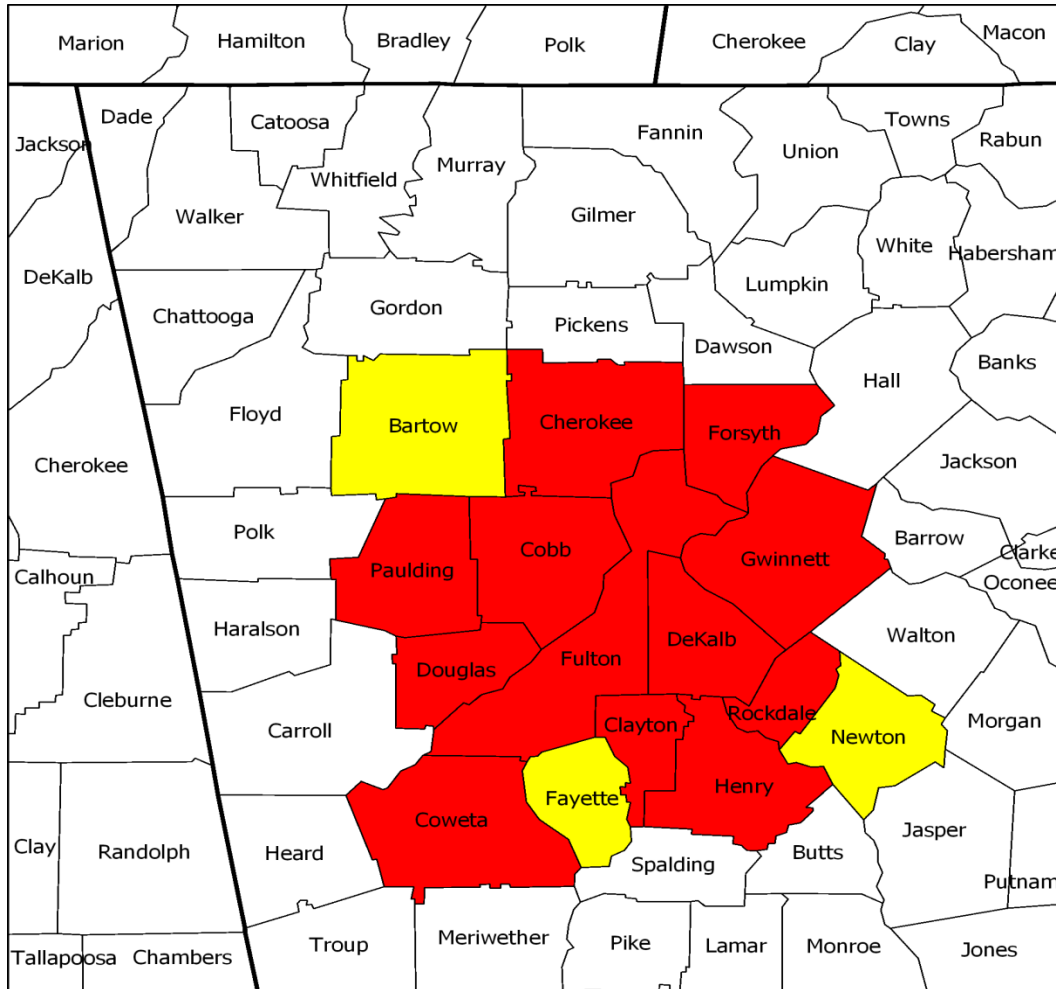 Marion
Hamilton
Bradley
Polk
Cherokee
Clay
Macon
Jackson
Dade
Catoosa
Whitfield
Murray
Fannin
Union
Towns
Rabun
Walker
Gilmer
White
Habersham
DeKalb
Chattooga
Gordon
Pickens
Lumpkin
Dawson
Hall
Banks
Floyd
Bartow
Cherokee
Forsyth
Cherokee
Jackson
Polk
Paulding
Cobb
Gwinnett
Barrow
Clarke
Calhoun
Oconee
Haralson
Douglas
Fulton
DeKalb
Walton
Cleburne
Carroll
Clayton
Rockdale
Newton
Morgan
Coweta
Fayette
Henry
Clay
Randolph
Heard
Spalding
Butts
Jasper
Putnam
Tallapoosa
Chambers
Troup
Meriwether
Pike
Lamar
Monroe
Jones